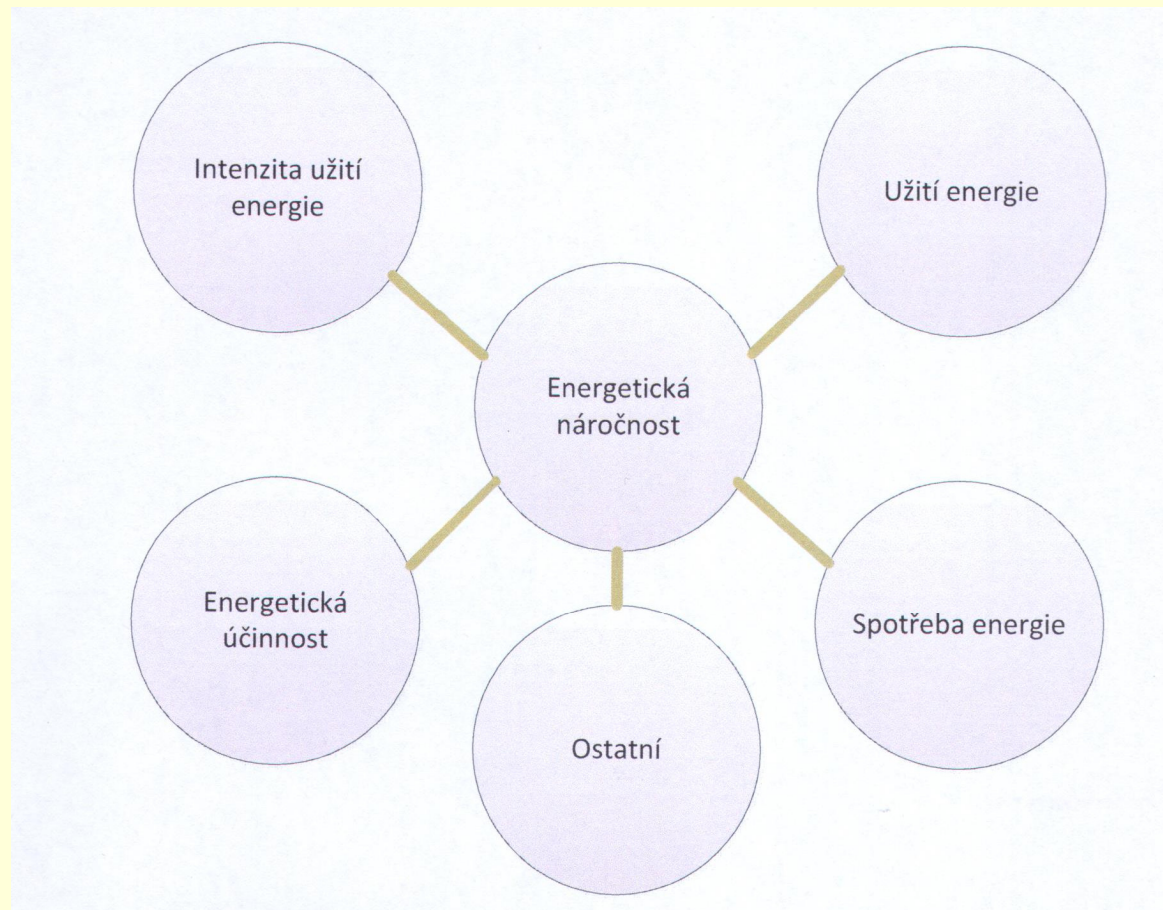 Intenzita užití
energie
Užití energie
Energetická
náročnost
Energetická
účinnost
Spotřeba energie
Ostatní